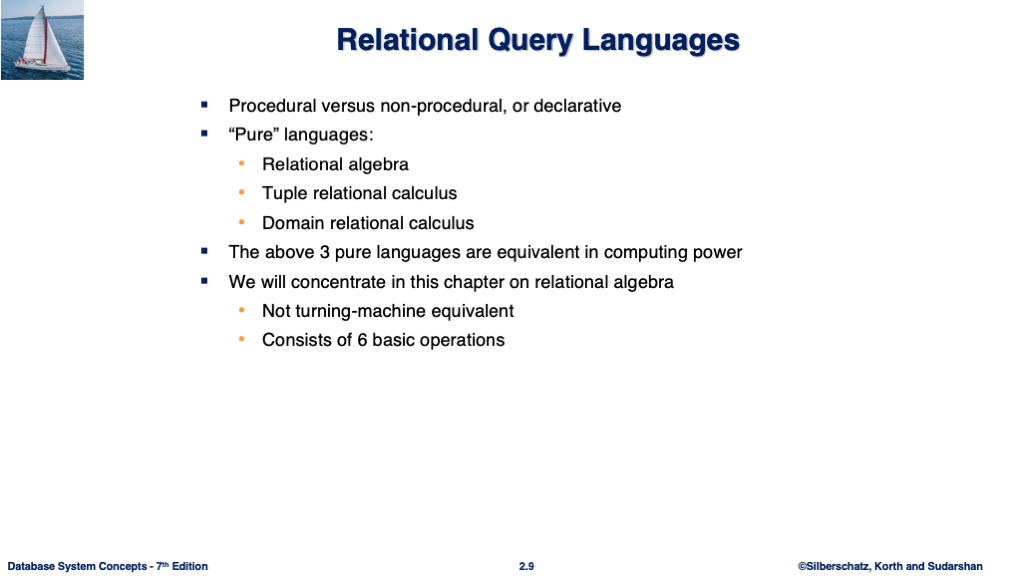 Relational Query Languages
▪ Procedural versus non-procedural, or declarative
▪ “Pure” languages:
• Relational algebra
• Tuple relational calculus
• Domain relational calculus
▪ The above 3 pure languages are equivalent in computing power
▪ We will concentrate in this chapter on relational algebra
• Not turning-machine equivalent
• Consists of 6 basic operations
Database System Concepts - 7th Edition 2.9 ©Silberschatz, Korth and Sudarshan